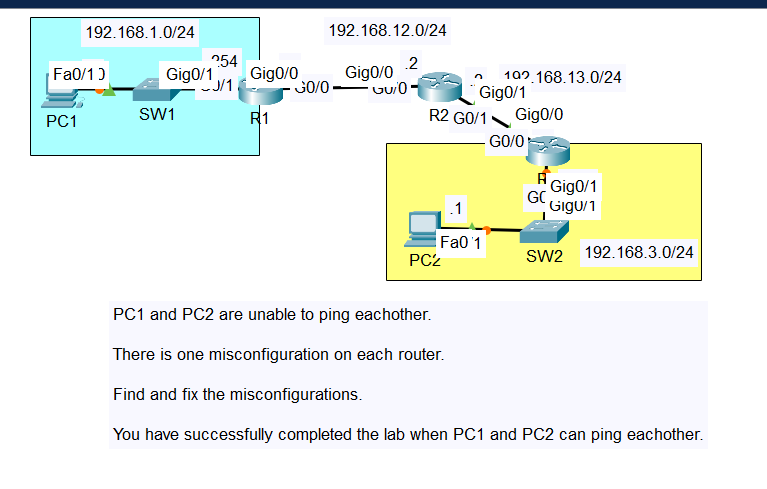 192.168.1.0/24
192.168.12.0/24
.254
.2
192.168.13.0/24
Fa0/1
Gig0/1
Gig0/0
G0/0
Gig0/0
G0/0
Gig0/1
PC1
SW1
R1
R2
G0/1
Gig0/0
G0/0
Gig0/1
Gig0/1
.1
Fa0
PC2
SW2
192.168.3.0/24
PC1 and PC2 are unable to ping eachother.
There is one misconfiguration on each router.
Find and fix the misconfigurations.
You have successfully completed the lab when PC1 and PC2 can ping eachother.